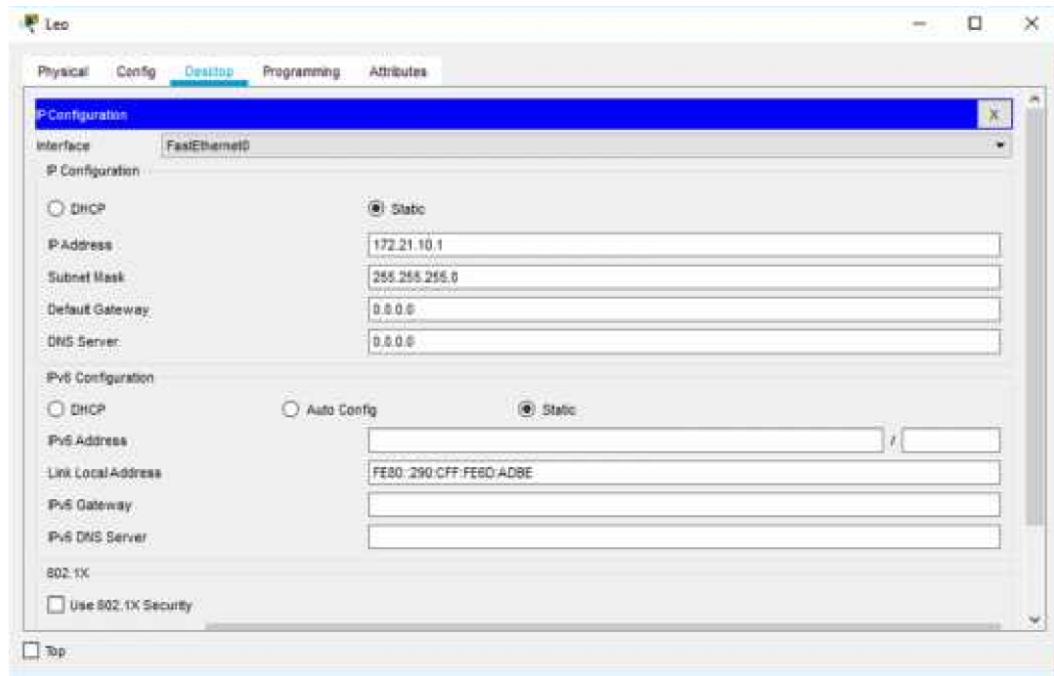 Leo
Physical Config Desktop Programming Attributes
IP Configuration X
Interface FastEthernet0
IP Configuration
DHCP Static
IP Address 172.21.10.1
Subnet Mask 255.255.255.0
Default Gateway 0.0.0.0
DNS Server 0.0.0.0
IPv6 Configuration
DHCP Auto Config Static
IPv6 Address /
Link Local Address FE80::290:CFF:FE6D:ADBE
IPv6 Gateway
IPv6 DNS Server
802.1X
Use 802.1X Security
Top